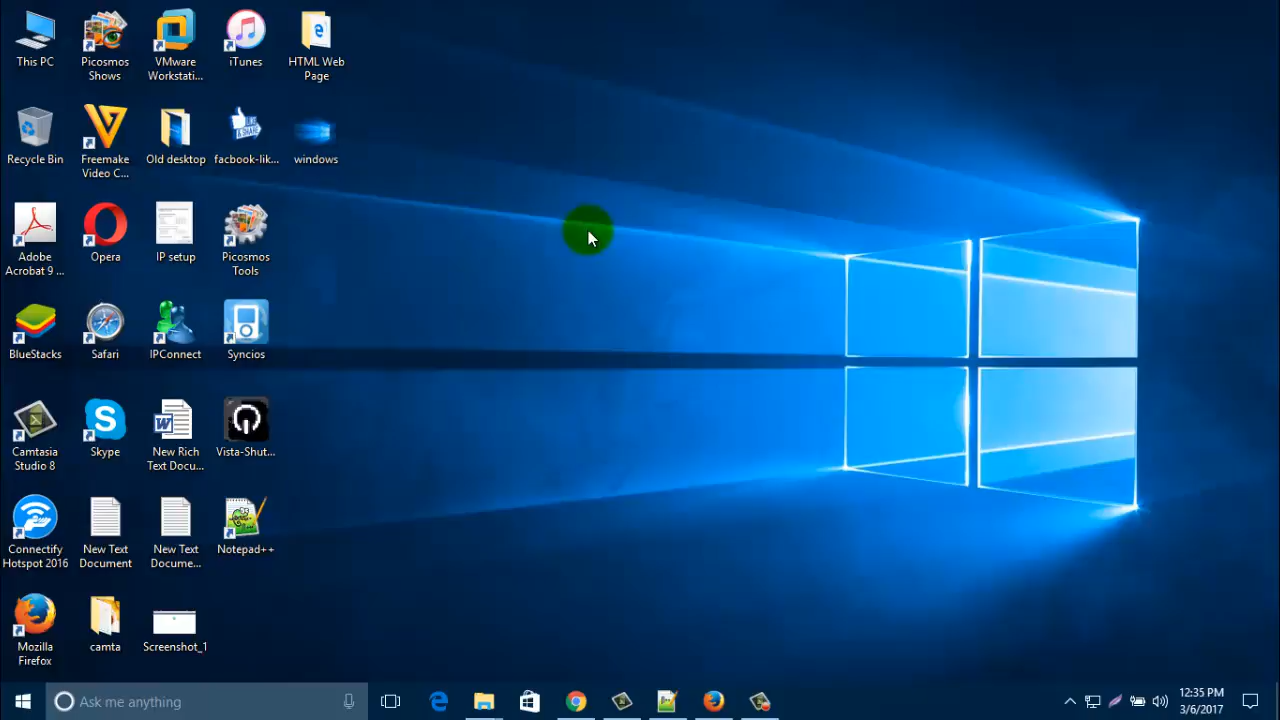 This PC
Picosmos
Shows
VMware
Workstati...
iTunes
HTML Web
Page
Recycle Bin
Freemake
Video C...
Old desktop
facbook-lik...
windows
Adobe
Acrobat 9 ...
Opera
IP setup
Picosmos
Tools
BlueStacks
Safari
IPConnect
Syncios
Camtasia
Studio 8
Skype
New Rich
Text Docu...
Vista-Shut...
Connectify
Hotspot 2016
New Text
Document
New Text
Docume...
Notepad++
Mozilla
Firefox
camta
Screenshot_1
Ask me anything
12:35 PM
3/6/2017